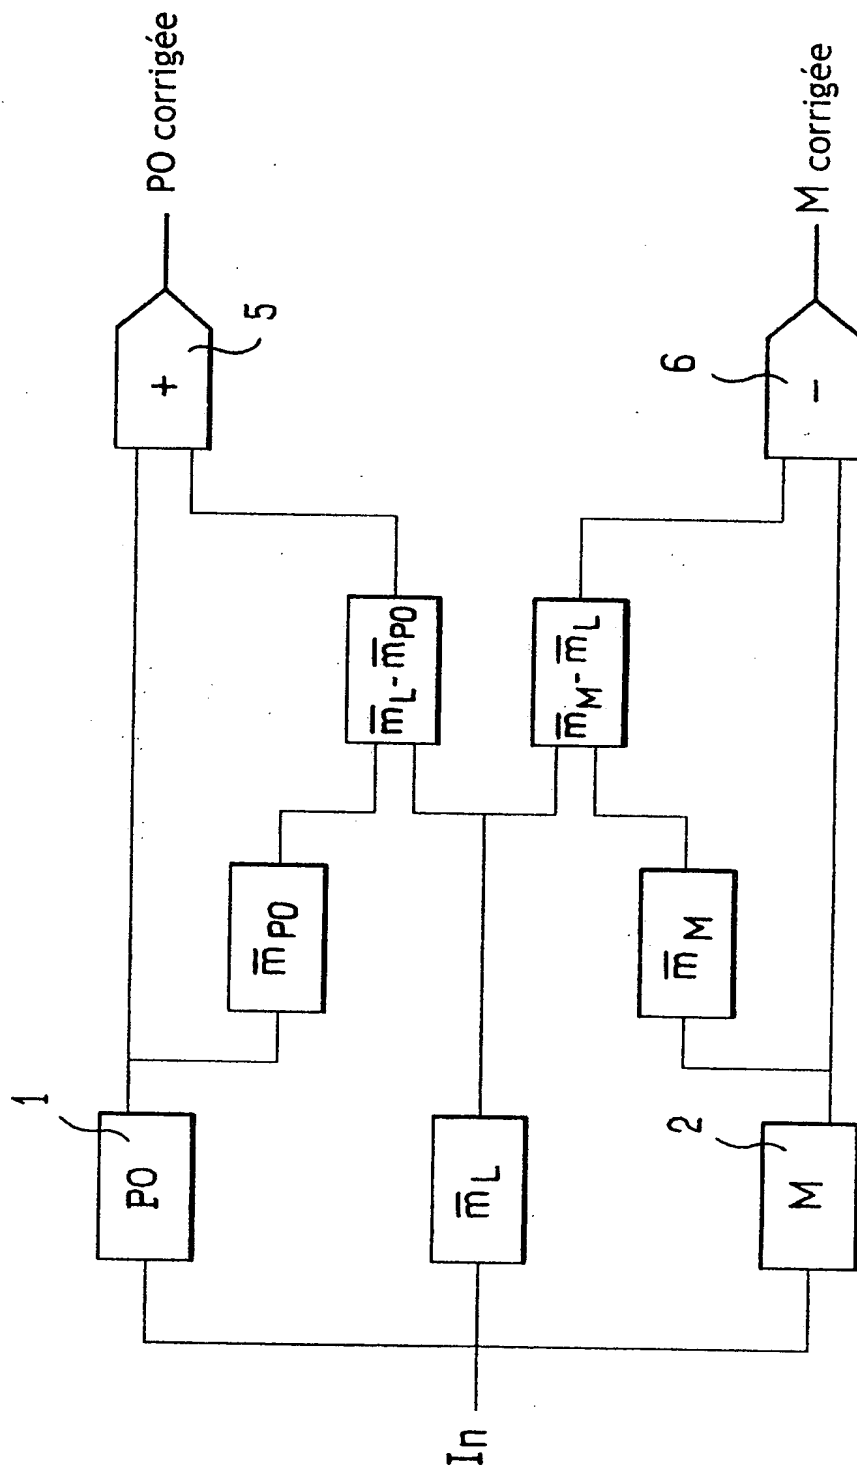 1
PO
m̅PO
m̅L - m̅PO
+
5
PO corrigée
In
m̅L
m̅M - m̅L
2
M
m̅M
6
−
M corrigée